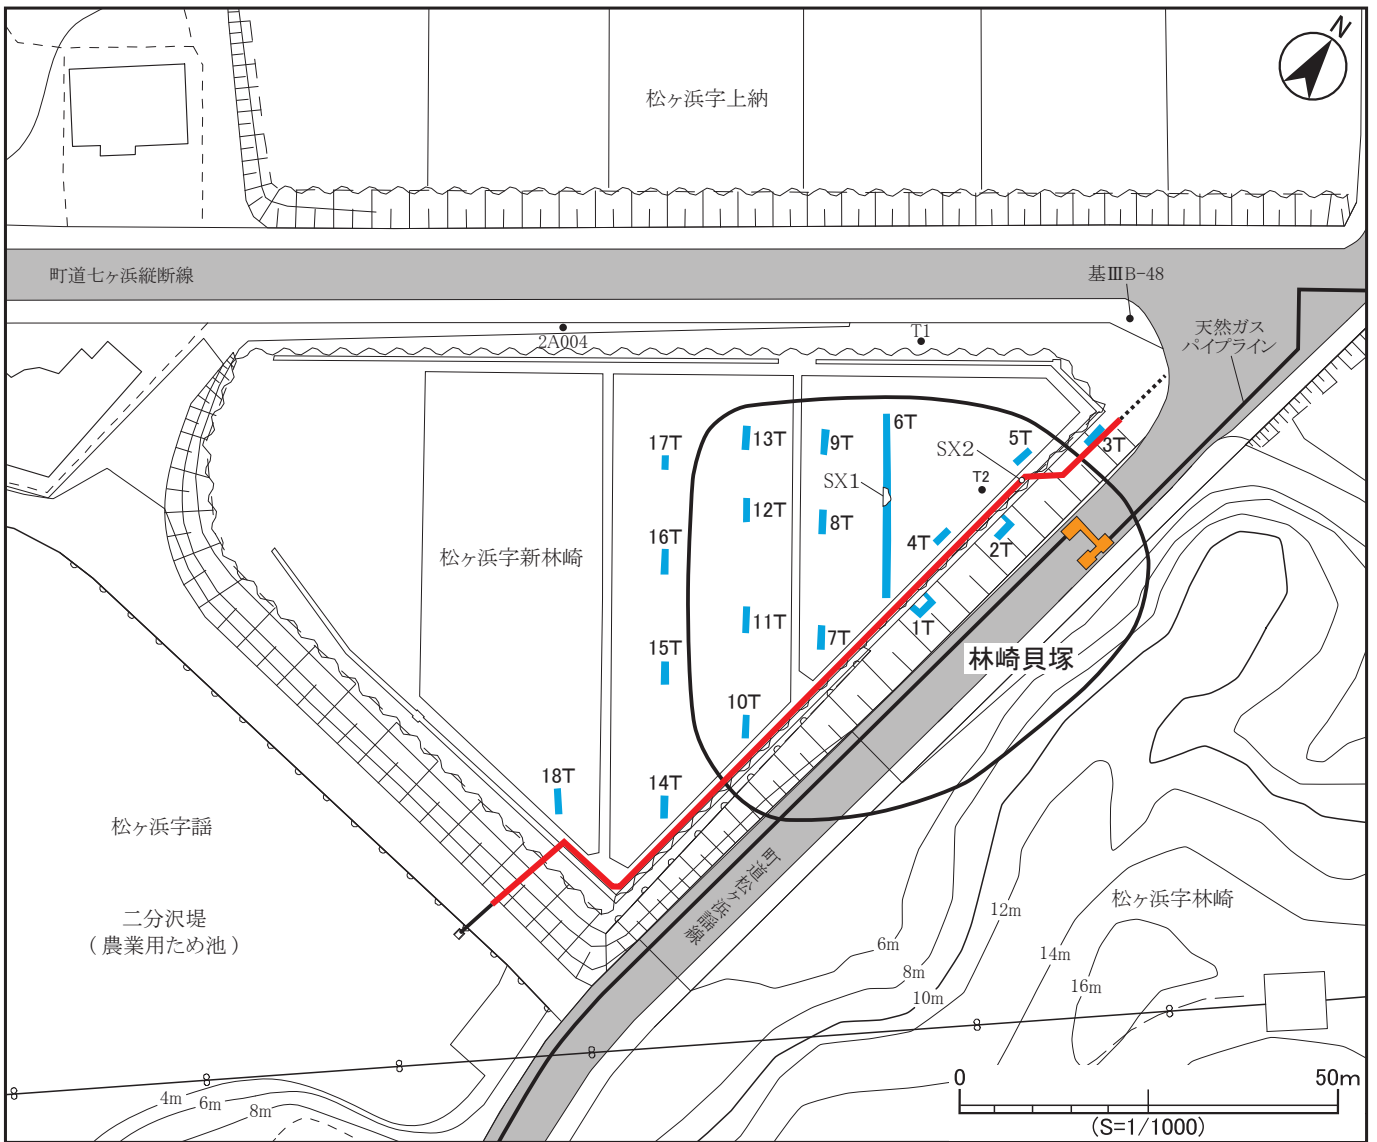 N
松ヶ浜字上納
町道七ヶ浜縦断線
基ⅢB-48
天然ガス
パイプライン
2A004
T1
17T
13T
9T
6T
SX2
5T
3T
SX1
T2
12T
8T
16T
4T
2T
松ヶ浜字新林崎
11T
7T
1T
15T
林崎貝塚
10T
18T
14T
松ヶ浜字謡
町道松ヶ浜謡線
松ヶ浜字林崎
二分沢堤
(農業用ため池)
12m
6m
14m
8m
16m
10m
4m
6m
8m
0
50m
(S=1/1000)